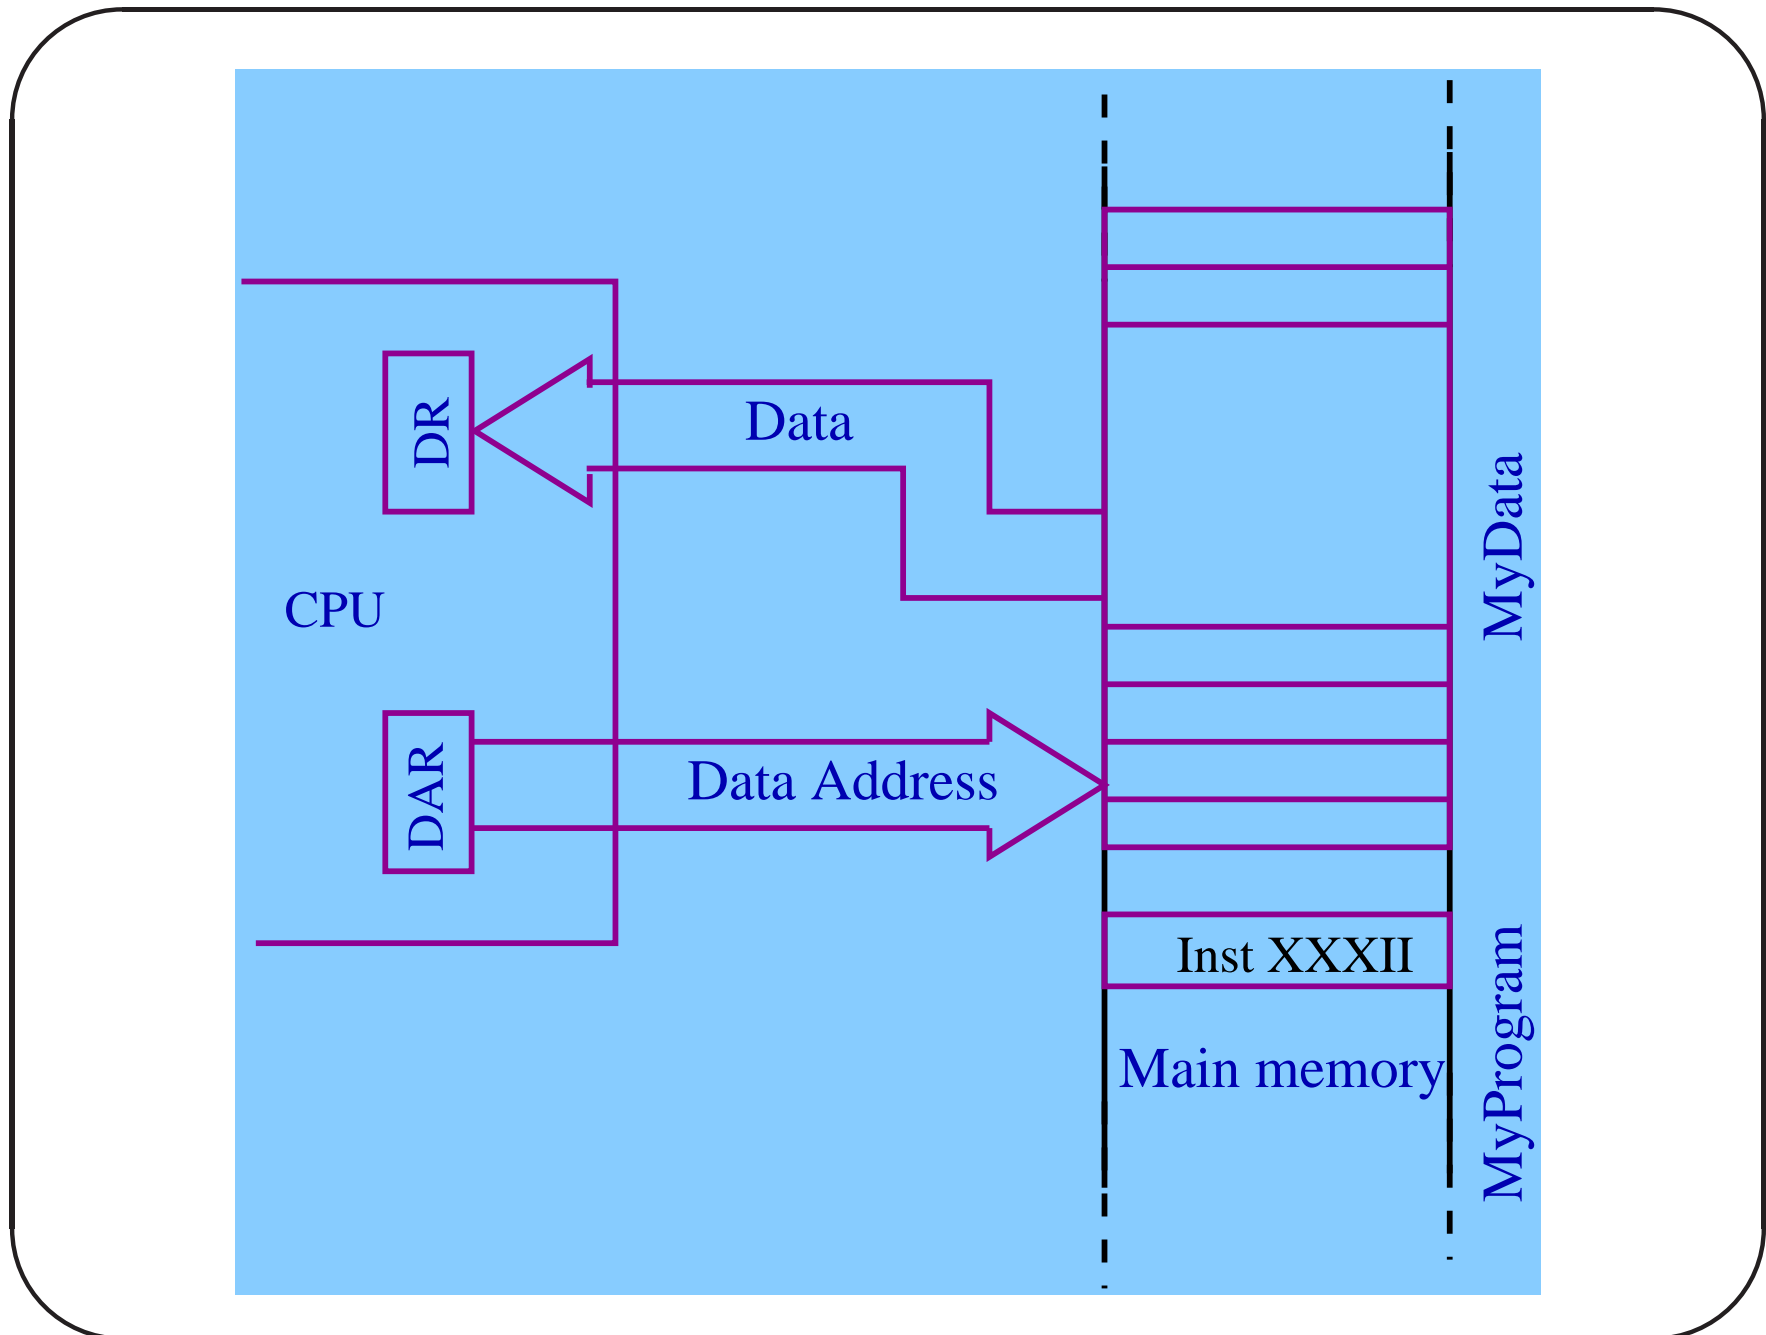 DR
Data
MyData
CPU
DAR
Data Address
Inst XXXII
Main memory
MyProgram